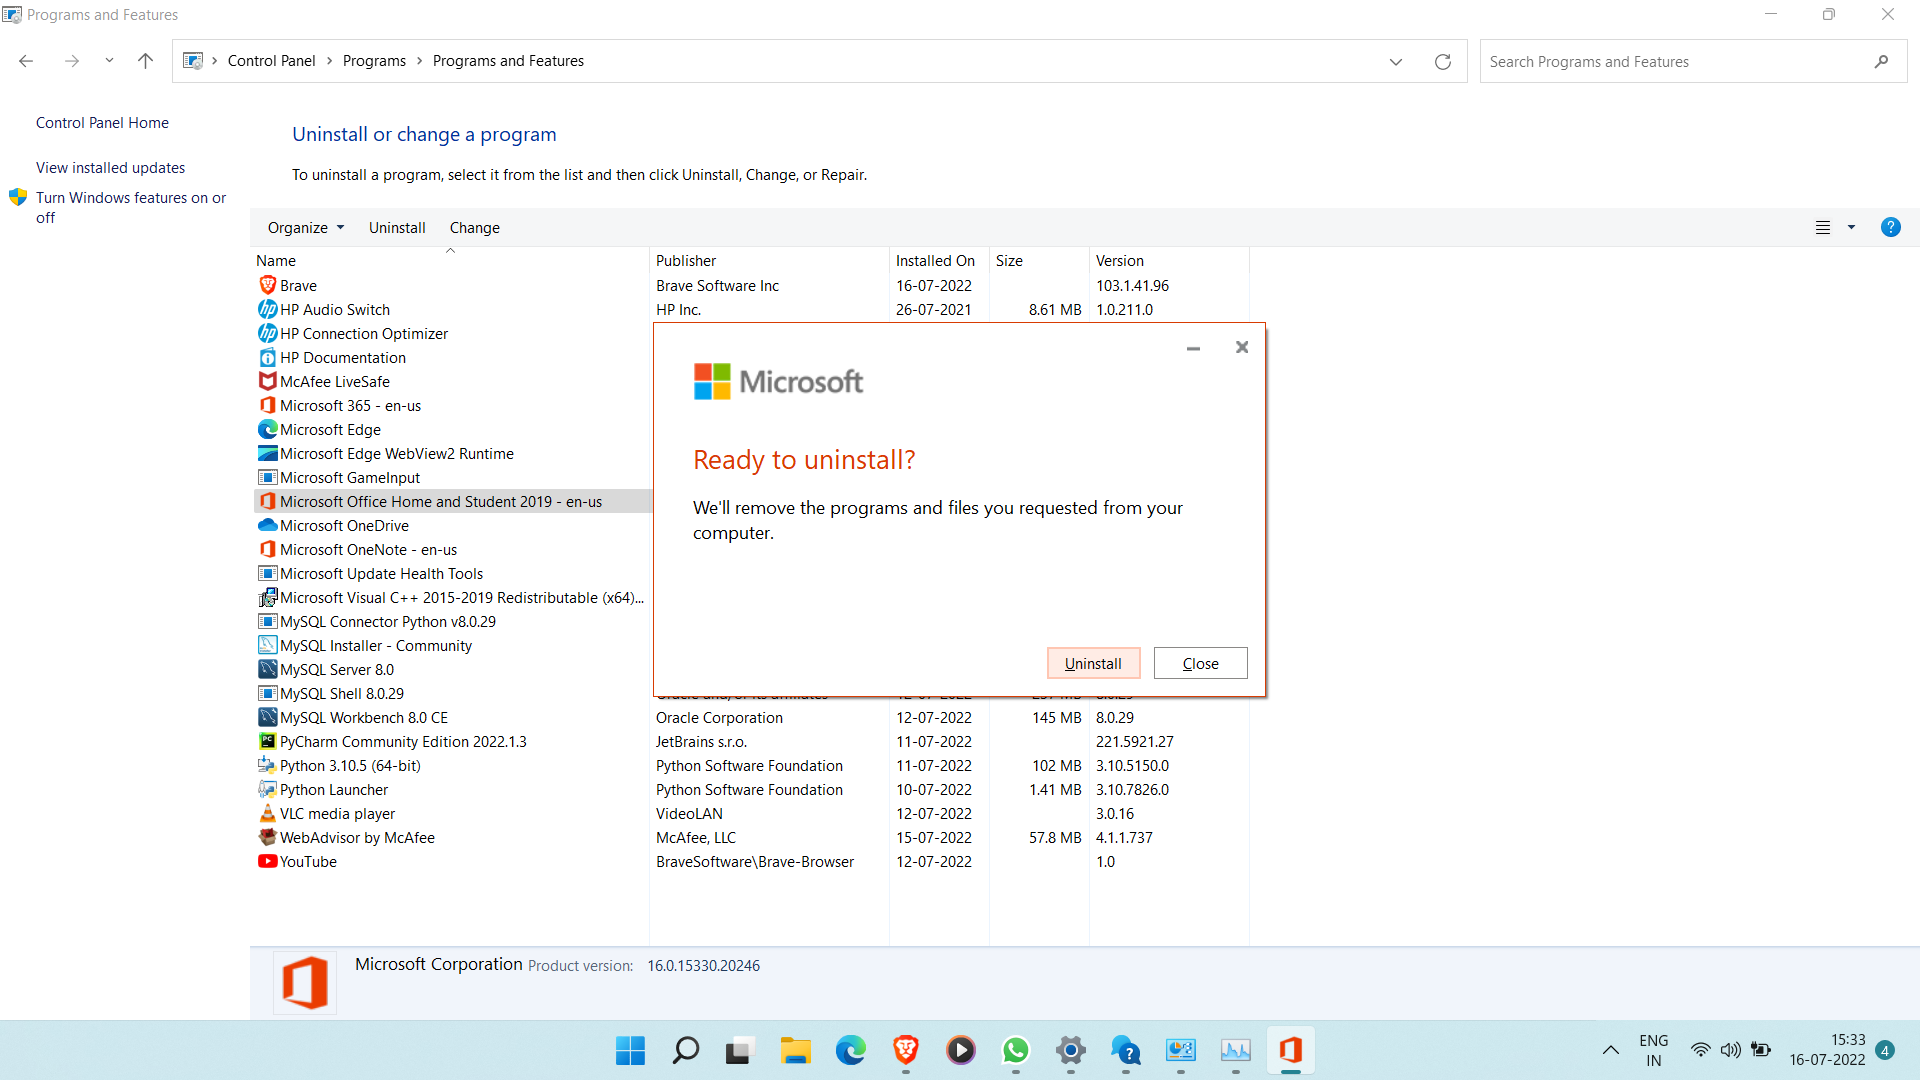 Programs and Features
Control Panel > Programs > Programs and Features
Search Programs and Features
Control Panel Home
View installed updates
Turn Windows features on or
off
Uninstall or change a program
To uninstall a program, select it from the list and then click Uninstall, Change, or Repair.
Organize Uninstall Change
Name Publisher Installed On Size Version
Brave Brave Software Inc 16-07-2022 103.1.41.96
HP Audio Switch HP Inc. 26-07-2021 8.61 MB 1.0.211.0
HP Connection Optimizer
HP Documentation
McAfee LiveSafe
Microsoft 365 - en-us
Microsoft Edge
Microsoft Edge WebView2 Runtime
Microsoft GameInput
Microsoft Office Home and Student 2019 - en-us
Microsoft OneDrive
Microsoft OneNote - en-us
Microsoft Update Health Tools
Microsoft Visual C++ 2015-2019 Redistributable (x64)...
MySQL Connector Python v8.0.29
MySQL Installer - Community
MySQL Server 8.0
MySQL Shell 8.0.29
MySQL Workbench 8.0 CE Oracle Corporation 12-07-2022 145 MB 8.0.29
PyCharm Community Edition 2022.1.3 JetBrains s.r.o. 11-07-2022 221.5921.27
Python 3.10.5 (64-bit) Python Software Foundation 11-07-2022 102 MB 3.10.5150.0
Python Launcher Python Software Foundation 10-07-2022 1.41 MB 3.10.7826.0
VLC media player VideoLAN 12-07-2022 3.0.16
WebAdvisor by McAfee McAfee, LLC 15-07-2022 57.8 MB 4.1.1.737
YouTube BraveSoftware\Brave-Browser 12-07-2022 1.0
Microsoft
Ready to uninstall?
We'll remove the programs and files you requested from your
computer.
Uninstall Close
Microsoft Corporation Product version: 16.0.15330.20246
ENG
IN
15:33
16-07-2022
4